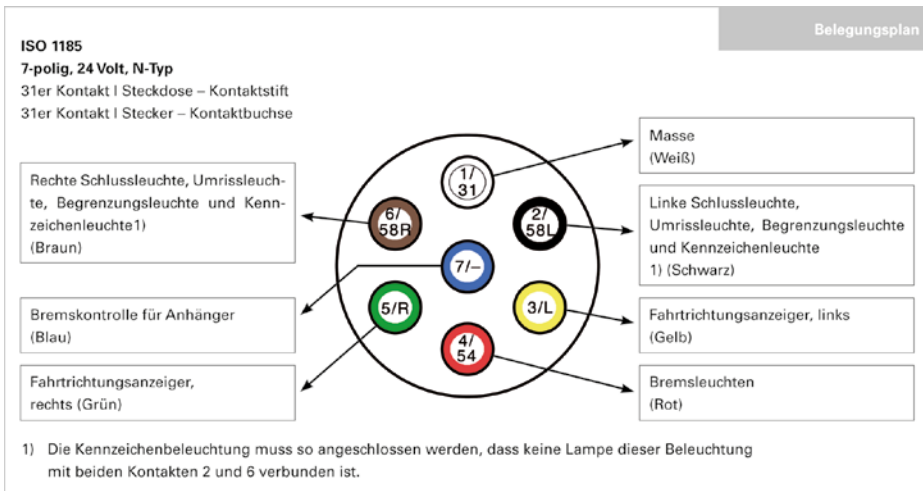 Belegungsplan
ISO 1185
7-polig, 24 Volt, N-Typ
31er Kontakt I Steckdose – Kontaktstift
31er Kontakt I Stecker – Kontaktbuchse
Rechte Schlussleuchte, Umrissleuch-
te, Begrenzungsleuchte und Kenn-
zeichenleuchte1)
(Braun)
Bremskontrolle für Anhänger
(Blau)
Fahrtrichtungsanzeiger,
rechts (Grün)
1/
31
6/
58R
2/
58L
7/–
5/R
3/L
4/
54
Masse
(Weiß)
Linke Schlussleuchte,
Umrissleuchte, Begrenzungsleuchte
und Kennzeichenleuchte
1) (Schwarz)
Fahrtrichtungsanzeiger, links
(Gelb)
Bremsleuchten
(Rot)
1) Die Kennzeichenbeleuchtung muss so angeschlossen werden, dass keine Lampe dieser Beleuchtung
mit beiden Kontakten 2 und 6 verbunden ist.